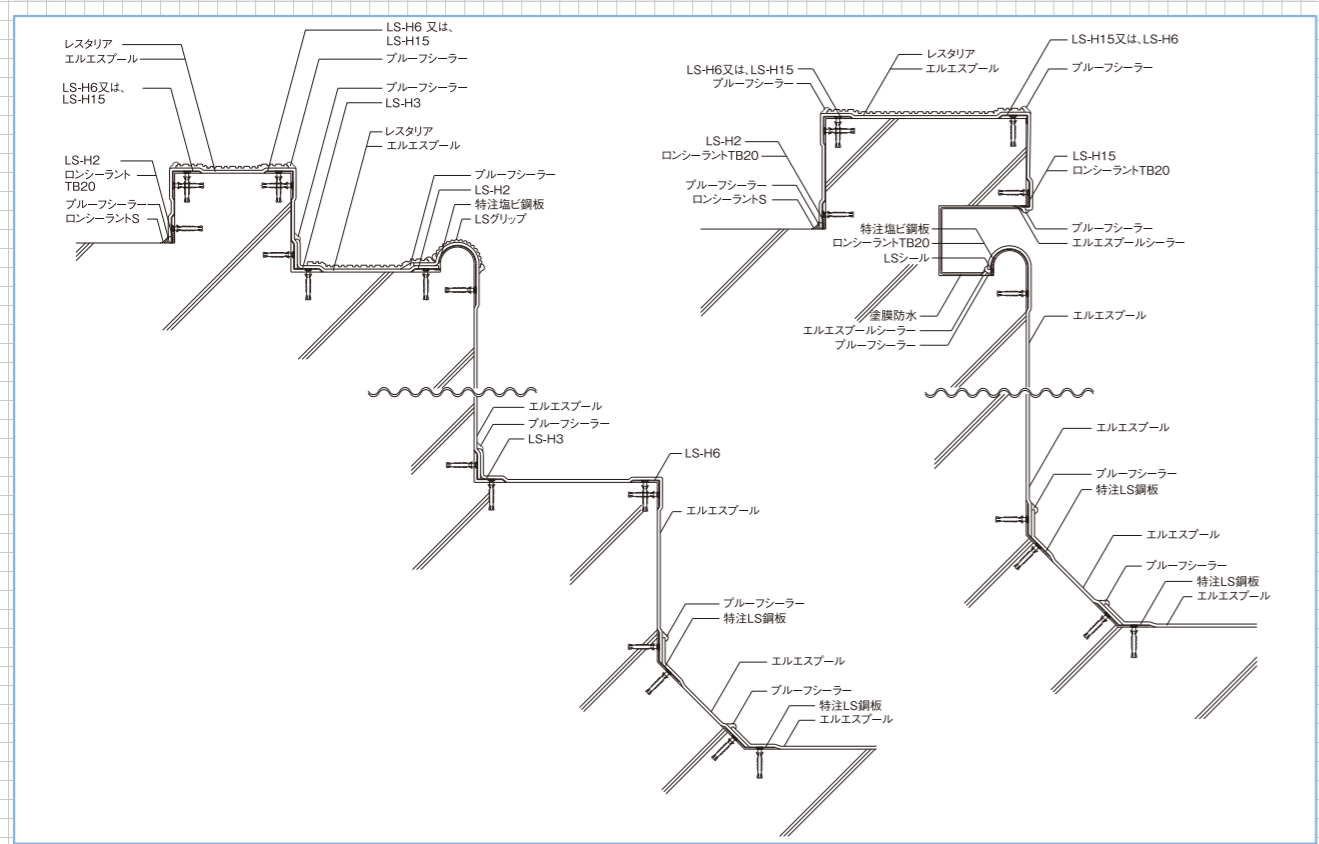 LS-H6 又は、
LS-H15
レスタリア
エルエスプール
プルーフシーラー
LS-H6又は、
LS-H15
プルーフシーラー
LS-H3
レスタリア
エルエスプール
LS-H2
ロンシーラント
TB20
プルーフシーラー
ロンシーラントS
プルーフシーラー
LS-H2
特注塩ビ鋼板
LSグリップ
エルエスプール
プルーフシーラー
LS-H3
LS-H6
エルエスプール
プルーフシーラー
特注LS鋼板
エルエスプール
プルーフシーラー
特注LS鋼板
エルエスプール
レスタリア
エルエスプール
LS-H15又は、LS-H6
LS-H6又は、LS-H15
プルーフシーラー
プルーフシーラー
LS-H2
ロンシーラントTB20
プルーフシーラー
ロンシーラントS
LS-H15
ロンシーラントTB20
プルーフシーラー
エルエスプールシーラー
特注塩ビ鋼板
ロンシーラントTB20
LSシール
塗膜防水
エルエスプールシーラー
プルーフシーラー
エルエスプール
エルエスプール
プルーフシーラー
特注LS鋼板
エルエスプール
プルーフシーラー
特注LS鋼板
エルエスプール